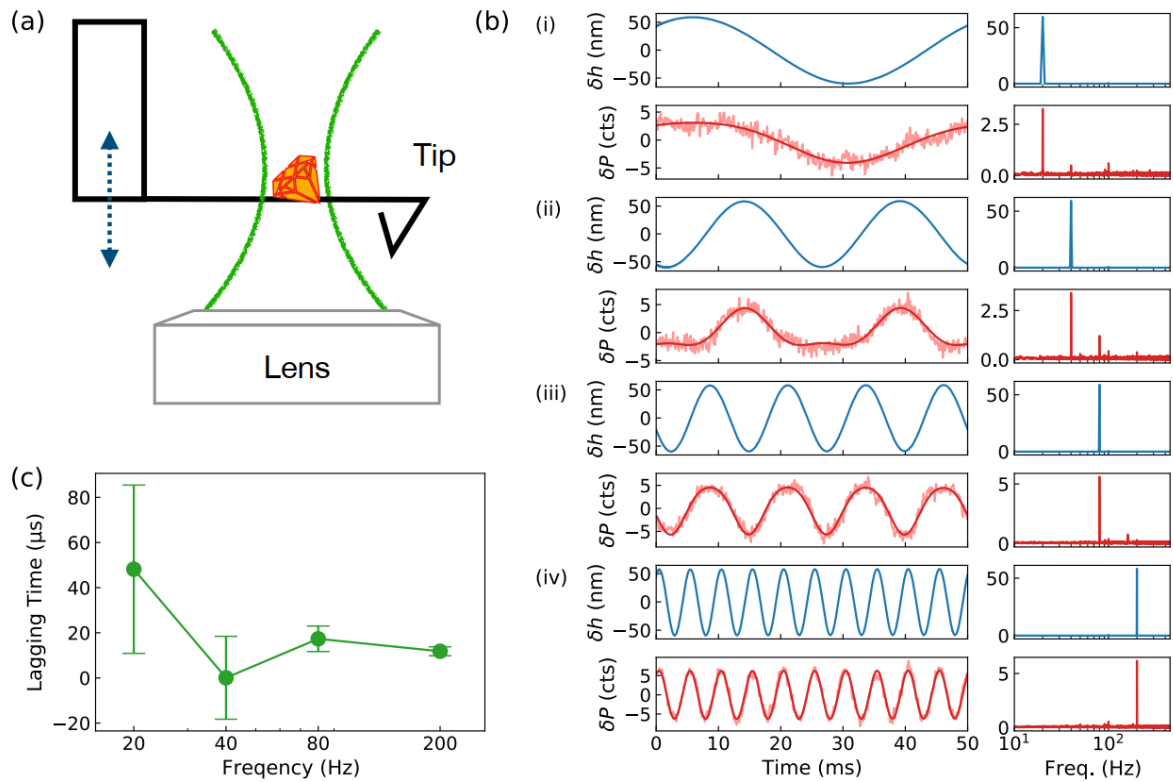 (a)
Tip
Lens
(b)
(i)
δh (nm)
50
0
−50
50
0
δP (cts)
5
0
−5
2.5
0.0
(ii)
δh (nm)
50
0
−50
50
0
δP (cts)
5
0
−5
2.5
0.0
(iii)
δh (nm)
50
0
−50
50
0
δP (cts)
5
0
−5
5
0
(iv)
δh (nm)
50
0
−50
50
0
δP (cts)
5
0
−5
5
0
0 10 20 30 40 50
Time (ms)
10¹ 10²
Freq. (Hz)
(c)
Lagging Time (μs)
80
60
40
20
0
−20
20 40 80 200
Freqency (Hz)